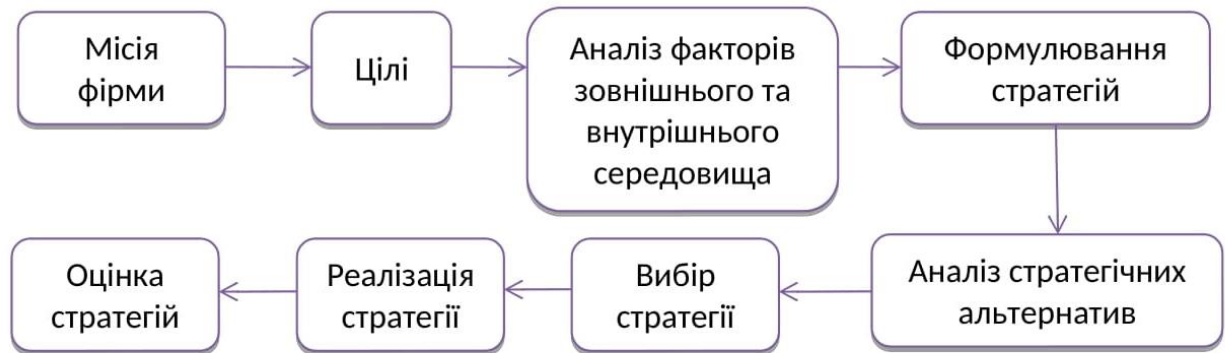 Місія
фірми
Цілі
Аналіз факторів
зовнішнього та
внутрішнього
середовища
Формулювання
стратегій
Аналіз стратегічних
альтернатив
Вибір
стратегії
Реалізація
стратегії
Оцінка
стратегій